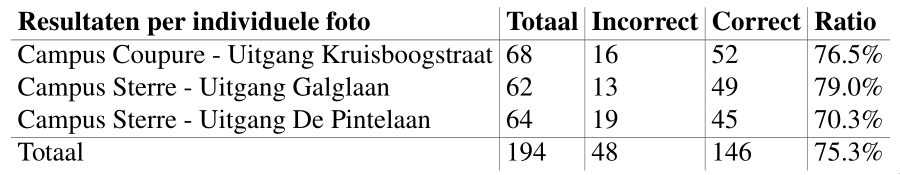 Resultaten per individuele foto Totaal Incorrect Correct Ratio
Campus Coupure - Uitgang Kruisboogstraat 68 16 52 76.5%
Campus Sterre - Uitgang Galglaan 62 13 49 79.0%
Campus Sterre - Uitgang De Pintelaan 64 19 45 70.3%
Totaal 194 48 146 75.3%